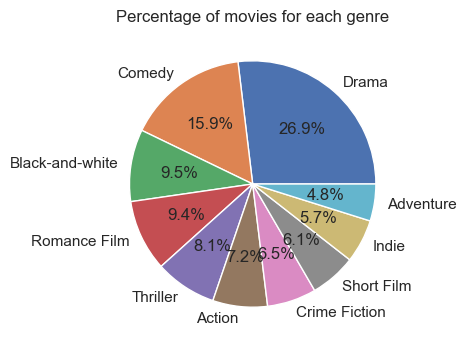 Percentage of movies for each genre
Drama
26.9%
Comedy
15.9%
Black-and-white
9.5%
Romance Film
9.4%
Thriller
8.1%
Action
7.2%
Crime Fiction
6.5%
Short Film
6.1%
Indie
5.7%
Adventure
4.8%